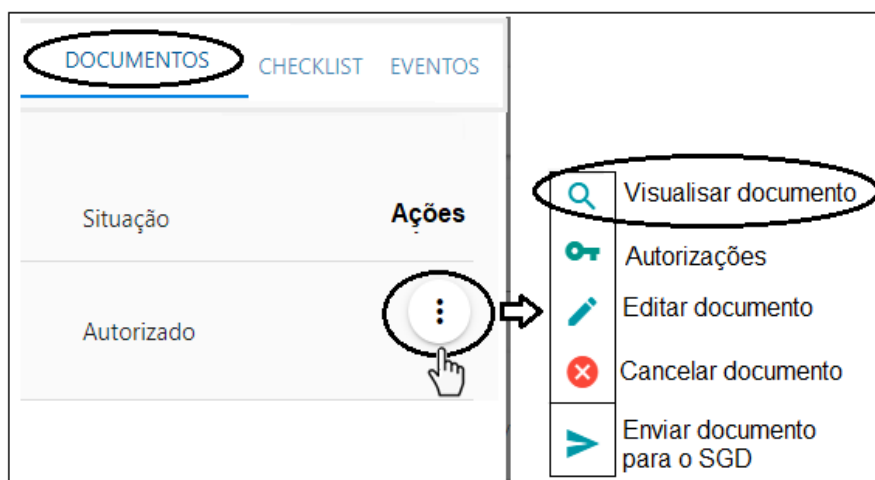 DOCUMENTOS CHECKLIST EVENTOS
Situação Ações
Autorizado
Visualisar documento
Autorizações
Editar documento
Cancelar documento
Enviar documento
para o SGD